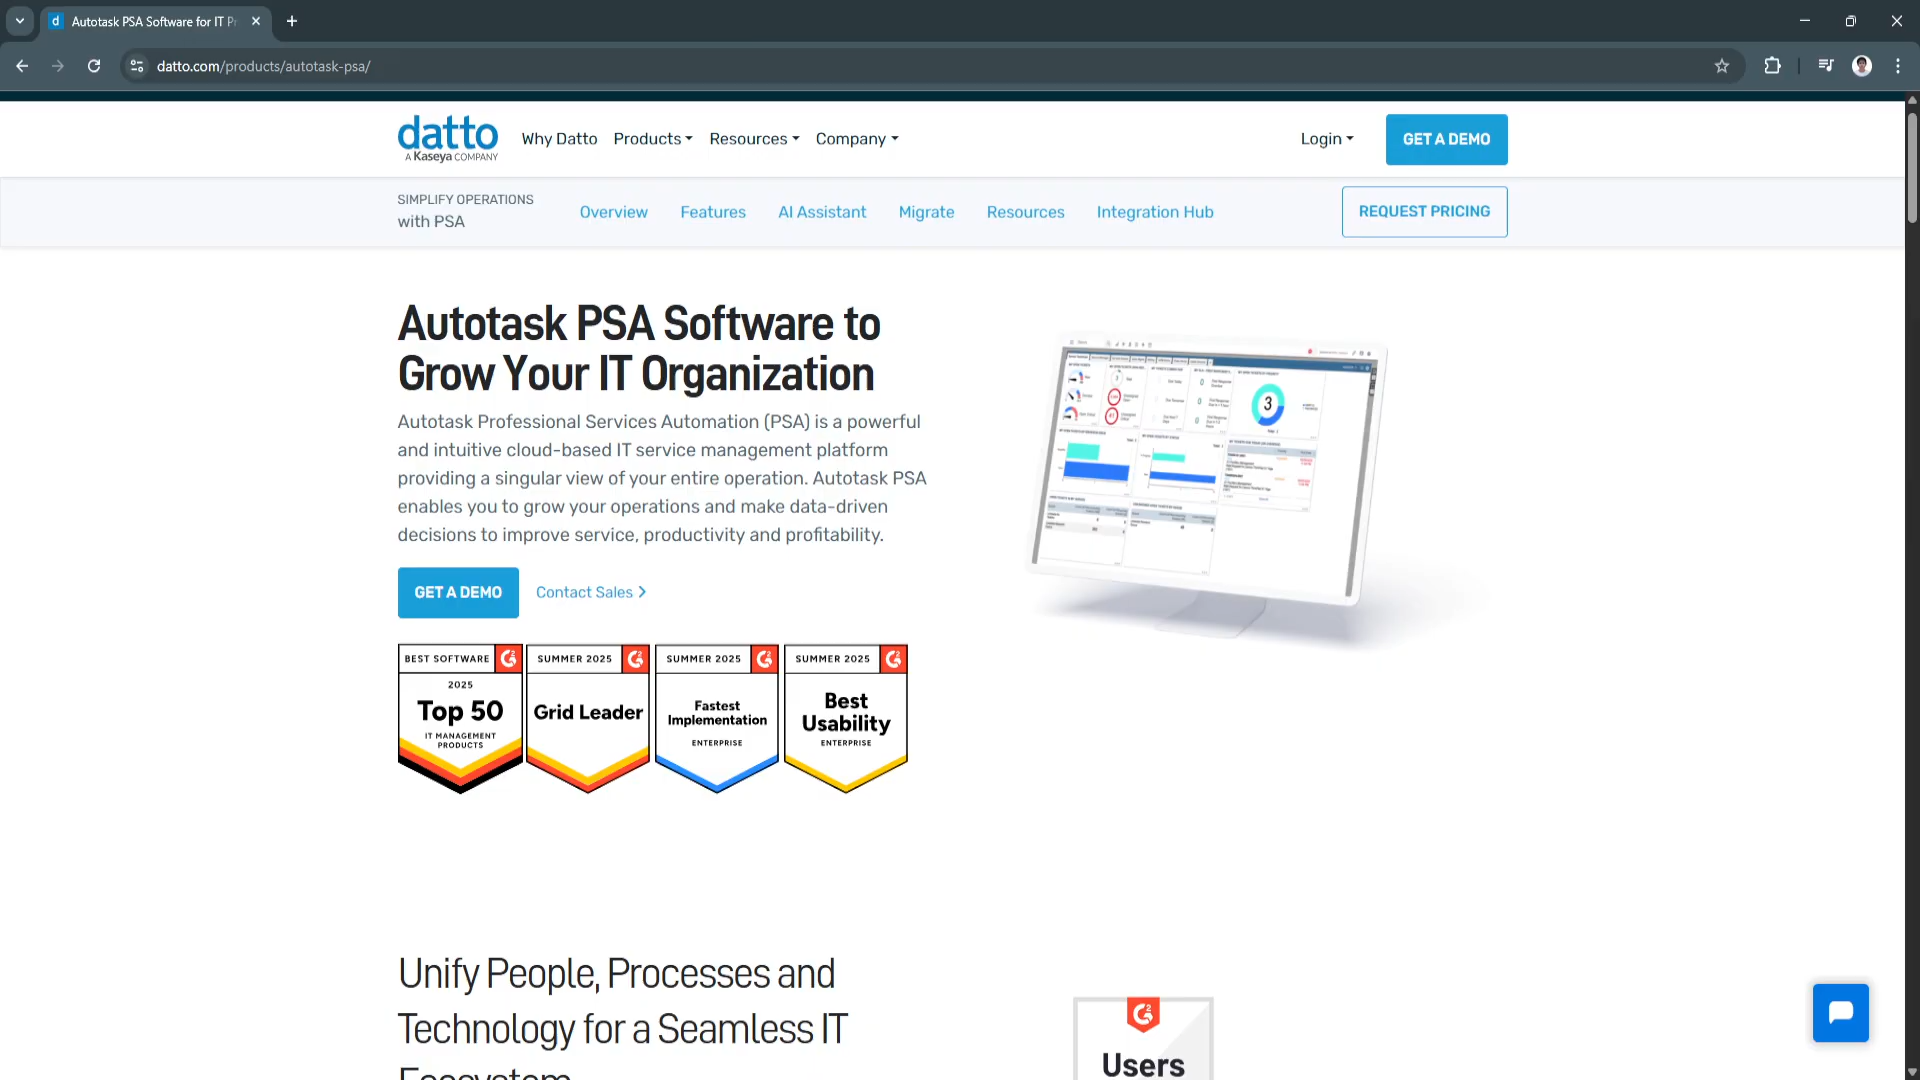 Autotask PSA Software for IT Pr
datto.com/products/autotask-psa/
datto
A Kaseya COMPANY
Why Datto
Products
Resources
Company
Login
GET A DEMO
SIMPLIFY OPERATIONS
with PSA
Overview
Features
AI Assistant
Migrate
Resources
Integration Hub
REQUEST PRICING
Autotask PSA Software to
Grow Your IT Organization
Autotask Professional Services Automation (PSA) is a powerful
and intuitive cloud-based IT service management platform
providing a singular view of your entire operation. Autotask PSA
enables you to grow your operations and make data-driven
decisions to improve service, productivity and profitability.
GET A DEMO
Contact Sales
BEST SOFTWARE
2025
Top 50
IT MANAGEMENT
PRODUCTS
SUMMER 2025
Grid Leader
SUMMER 2025
Fastest
Implementation
ENTERPRISE
SUMMER 2025
Best
Usability
ENTERPRISE
3
Unify People, Processes and
Technology for a Seamless IT
Ecosystem
Users